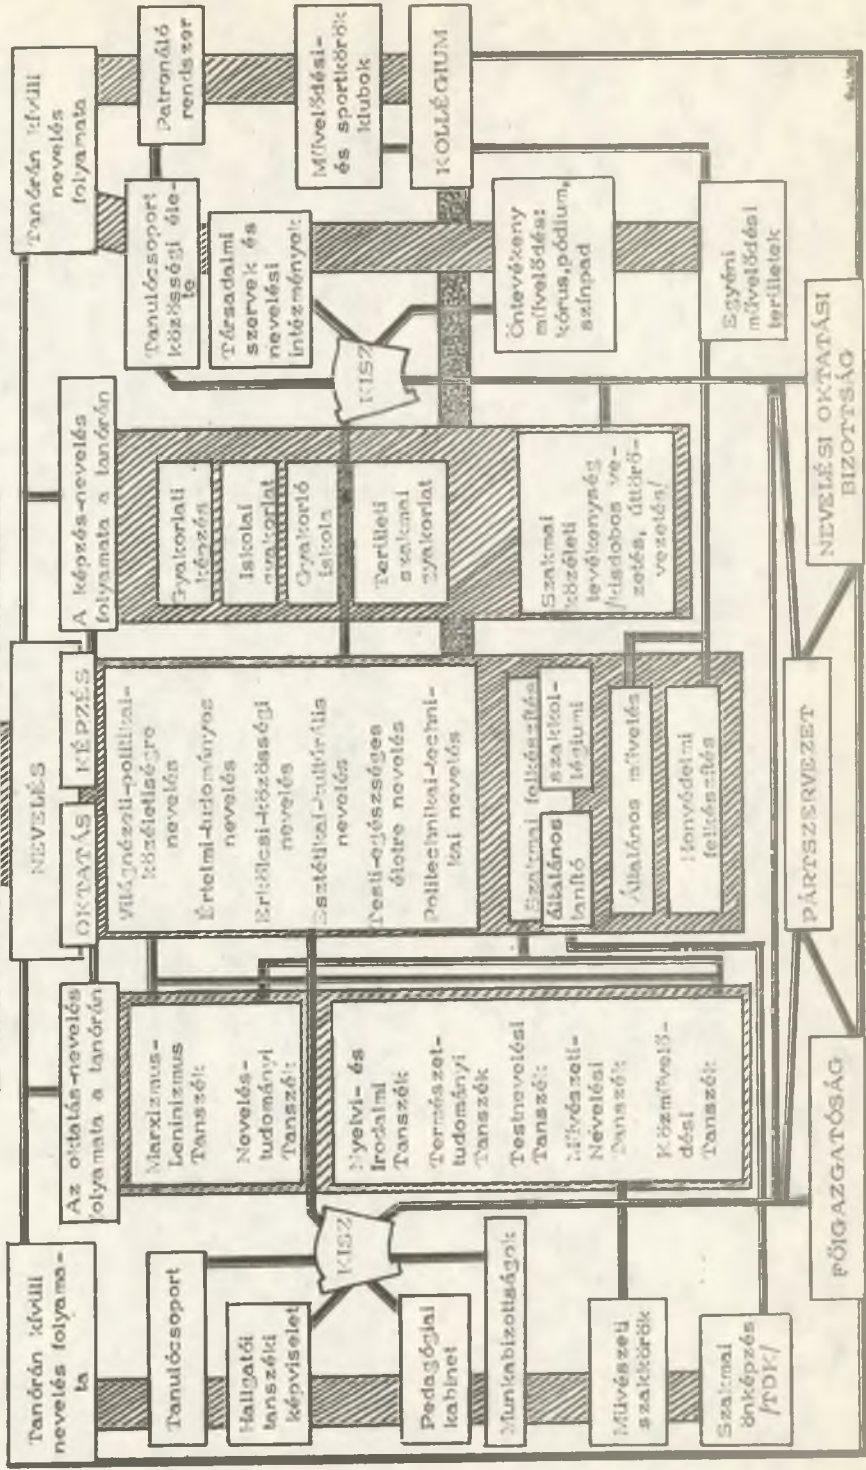 Tanórán kívüli
nevelés folyama-
ta
Tanulócsoport
Hallgatói
tanszéki
képviselet
Pedagógiai
kabinet
Munkabizottságok
Művészeti
szakkörök
Szakmai
önképzés
/TDK/
KISZ
FŐIGAZGATÓSÁG
Az oktatás-nevelés
folyamata a tanórán
Marxizmus-
Leninizmus
Tanszék
Nevelés-
tudományi
Tanszék
Nyelvi- és
Irodalmi
Tanszék
Természet-
tudományi
Tanszék
Testnevelési
Tanszék
Művészeti-
Nevelési
Tanszék
Közművelő-
dési
Tanszék
NEVELÉS
OKTATÁS
KÉPZÉS
Világnézeti-politikai-
közéletiségre
nevelés
Értelmi-tudományos
nevelés
Erkölcsi-közösségi
nevelés
Esztétikai-kultúrális
nevelés
Testi-egészséges
életre nevelés
Politechnikai-techni-
kai nevelés
Szakmai felkészítés
általános
tanító
szakkol-
légiumi
Általános művelés
Honvédelmi
felkészítés
PÁRTSZERVEZET
A képzés-nevelés
folyamata a tanórán
Gyakorlati
képzés
Iskolai
gyakorlat
Gyakorló
iskola
Területi
szakmai
gyakorlat
Szakmai
közéleti
tevékenység
/kisdobos ve-
zetés, úttörő-
vezetés/
NEVELÉSI OKTATÁSI
BIZOTTSÁG
KISZ
Tanórán kívüli
nevelés
folyamata
Tanulócsoport
közösségi éle-
te
Patronáló
rendszer
Társadalmi
szervek és
nevelési
intézmények
Művelődési-
és sportkörök
klubok
KOLLÉGIUM
Öntevékeny
művelődés:
kórus,pódium,
színpad
Egyéni
művelődési
területek